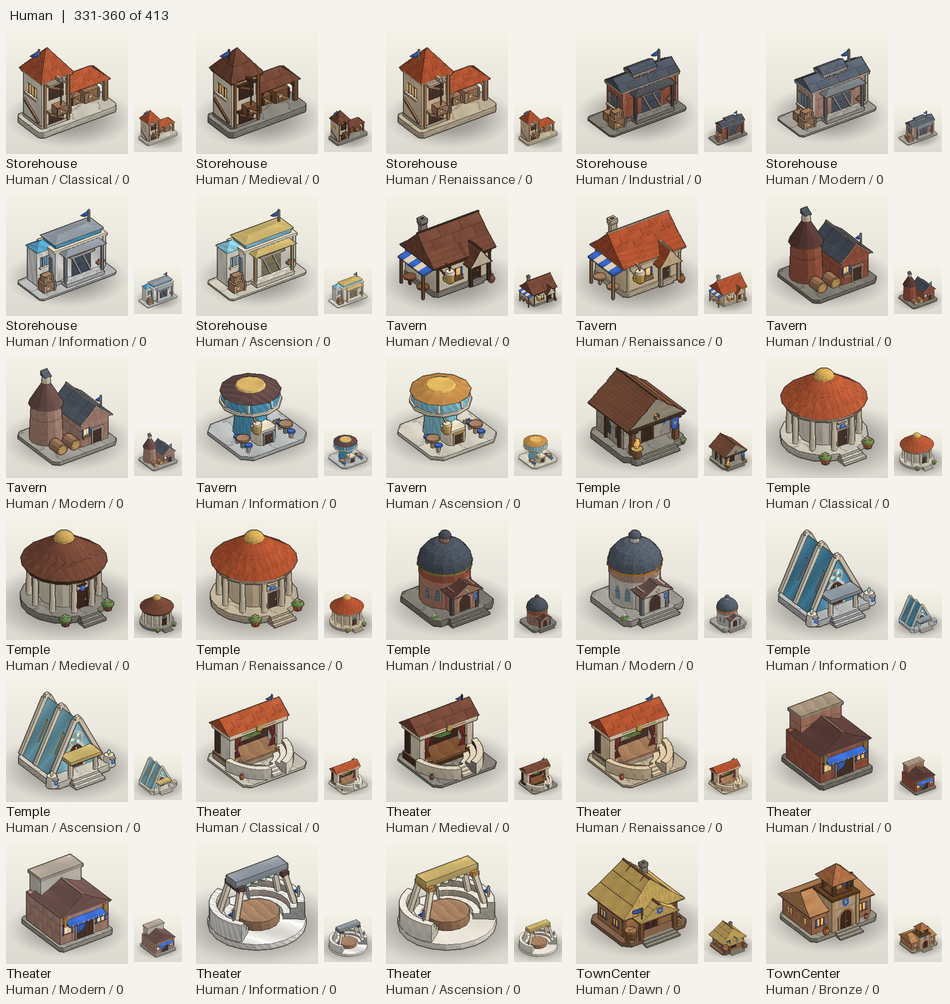 Human | 331-360 of 413
Storehouse
Human / Classical / 0
Storehouse
Human / Medieval / 0
Storehouse
Human / Renaissance / 0
Storehouse
Human / Industrial / 0
Storehouse
Human / Modern / 0
Storehouse
Human / Information / 0
Storehouse
Human / Ascension / 0
Tavern
Human / Medieval / 0
Tavern
Human / Renaissance / 0
Tavern
Human / Industrial / 0
Tavern
Human / Modern / 0
Tavern
Human / Information / 0
Tavern
Human / Ascension / 0
Temple
Human / Iron / 0
Temple
Human / Classical / 0
Temple
Human / Medieval / 0
Temple
Human / Renaissance / 0
Temple
Human / Industrial / 0
Temple
Human / Modern / 0
Temple
Human / Information / 0
Temple
Human / Ascension / 0
Theater
Human / Classical / 0
Theater
Human / Medieval / 0
Theater
Human / Renaissance / 0
Theater
Human / Industrial / 0
Theater
Human / Modern / 0
Theater
Human / Information / 0
Theater
Human / Ascension / 0
TownCenter
Human / Dawn / 0
TownCenter
Human / Bronze / 0